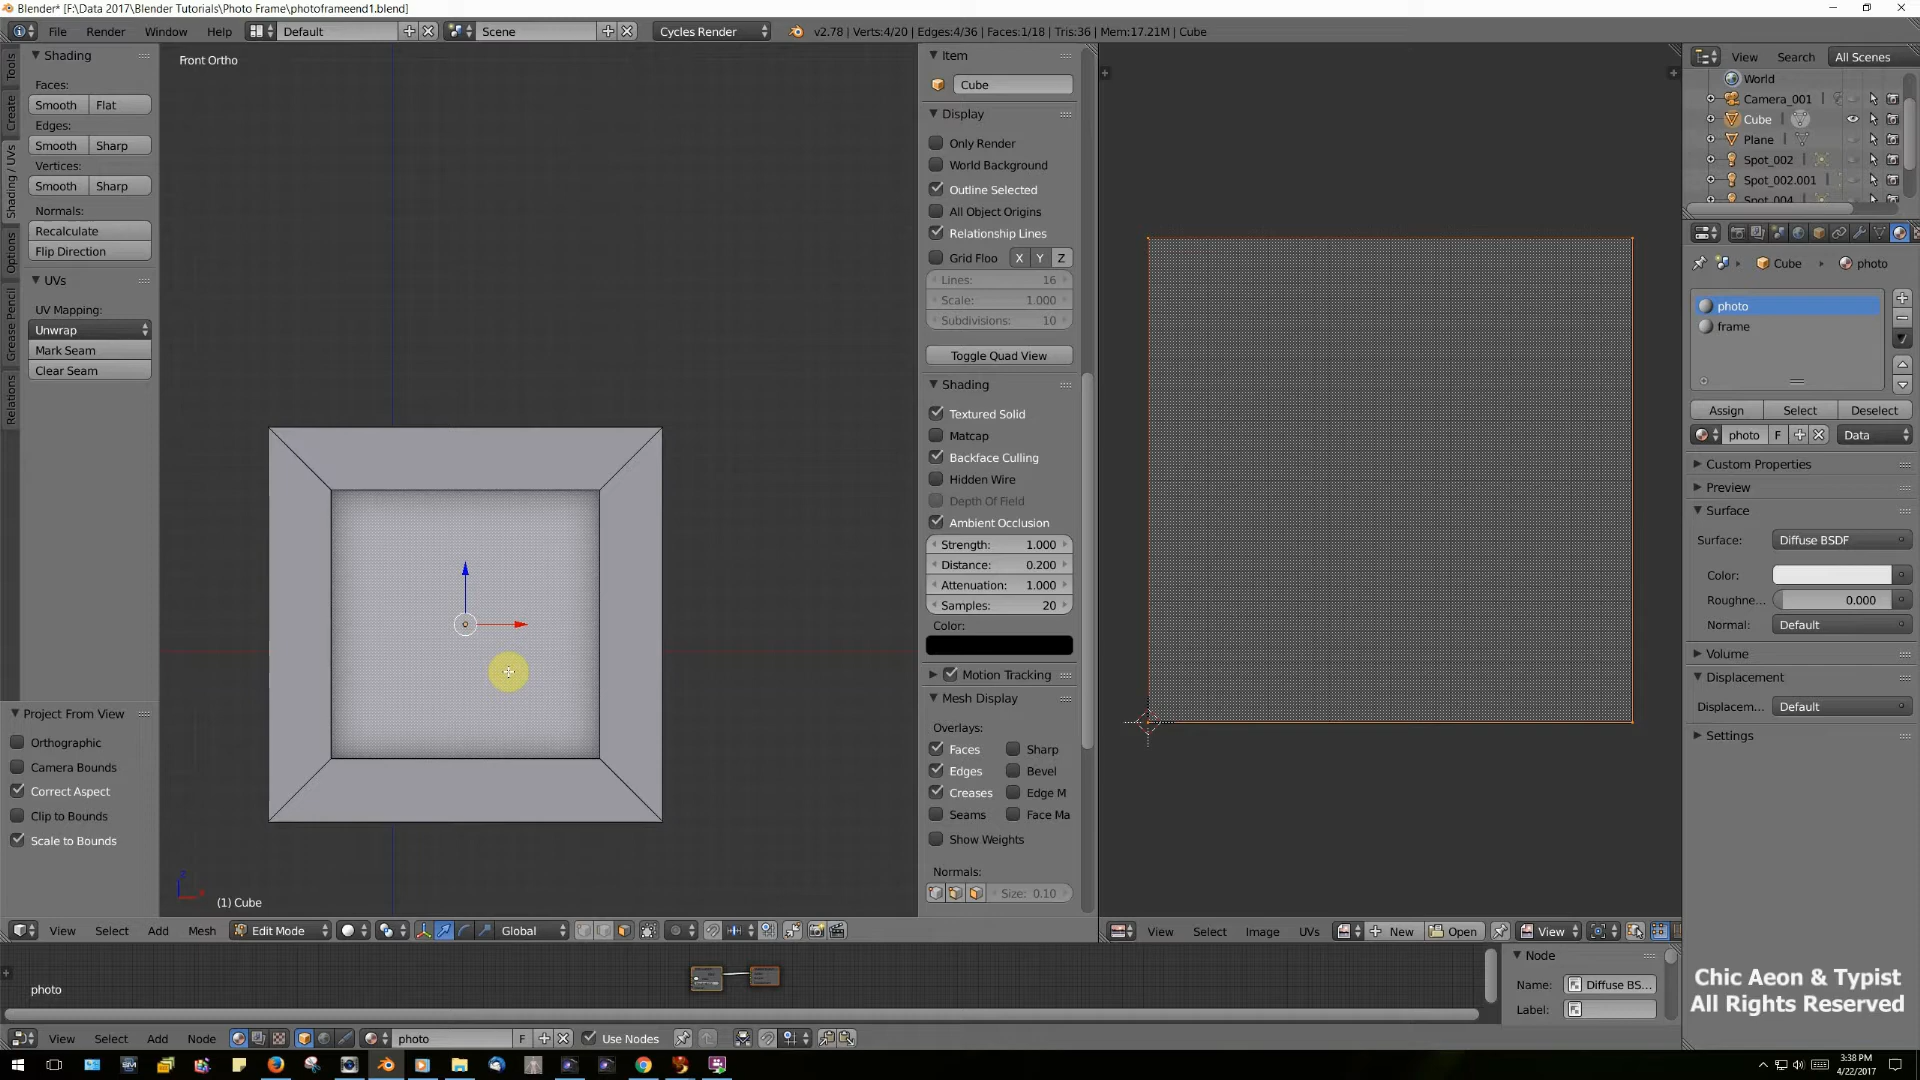 Blender* [F:\Data 2017\Blender Tutorials\Photo Frame\photoframeend1.blend]
File Render Window Help Default Scene Cycles Render v2.78 | Verts:4/20 | Edges:4/36 | Faces:1/18 | Tris:36 | Mem:17.21M | Cube
Tools
Create
Shading / UVs
Options
Grease Pencil
Relations
Shading
Faces:
Smooth Flat
Edges:
Smooth Sharp
Vertices:
Smooth Sharp
Normals:
Recalculate
Flip Direction
UVs
UV Mapping:
Unwrap
Mark Seam
Clear Seam
Project From View
Orthographic
Camera Bounds
Correct Aspect
Clip to Bounds
Scale to Bounds
Front Ortho
(1) Cube
View Select Add Mesh Edit Mode Global
Item
Cube
Display
Only Render
World Background
Outline Selected
All Object Origins
Relationship Lines
Grid Floo X Y Z
Lines: 16
Scale: 1.000
Subdivisions: 10
Toggle Quad View
Shading
Textured Solid
Matcap
Backface Culling
Hidden Wire
Depth Of Field
Ambient Occlusion
Strength: 1.000
Distance: 0.200
Attenuation: 1.000
Samples: 20
Color:
Motion Tracking
Mesh Display
Overlays:
Faces Sharp
Edges Bevel
Creases Edge M
Seams Face Ma
Show Weights
Normals:
Size: 0.10
View Select Image UVs New Open View
View Search All Scenes
World
Camera_001
Cube
Plane
Spot_002
Spot_002.001
Spot_004
Cube photo
photo
frame
Assign Select Deselect
photo F Data
Custom Properties
Preview
Surface
Surface: Diffuse BSDF
Color:
Roughne... 0.000
Normal: Default
Volume
Displacement
Displacem... Default
Settings
photo
Node
Name: Diffuse BS...
Label:
View Select Add Node photo F Use Nodes
Chic Aeon & Typist
All Rights Reserved
3:38 PM
4/22/2017